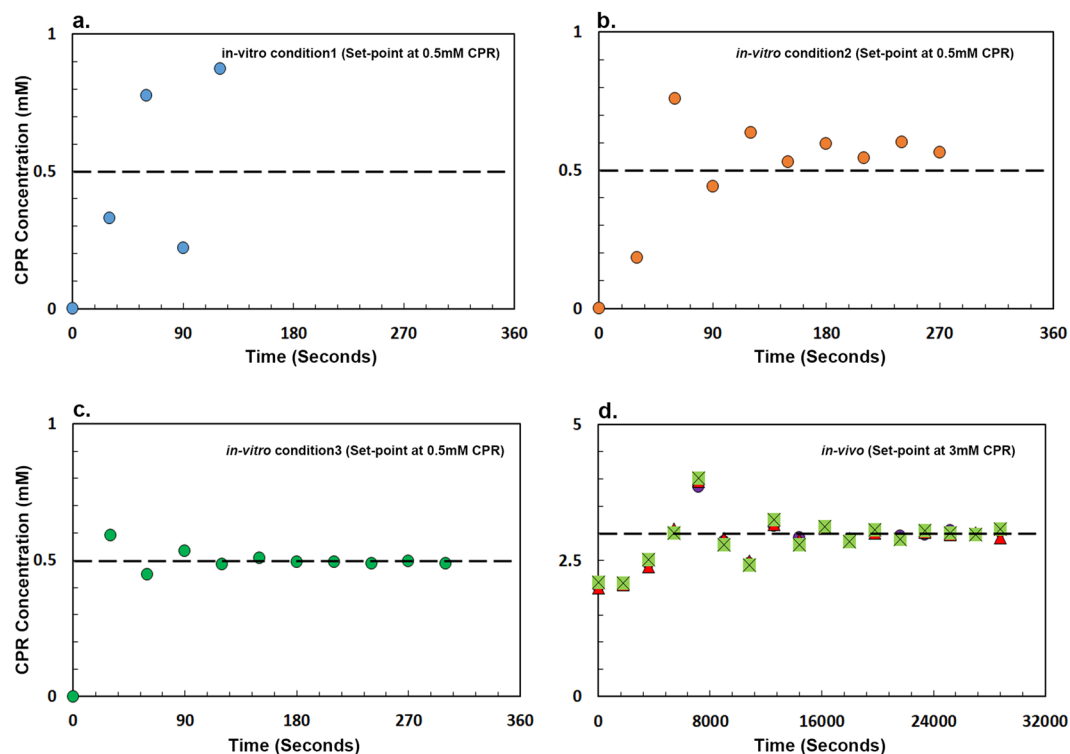 a.
in-vitro condition1 (Set-point at 0.5mM CPR)
CPR Concentration (mM)
1
0.5
0
0 90 180 270 360
Time (Seconds)
b.
in-vitro condition2 (Set-point at 0.5mM CPR)
1
0.5
0
0 90 180 270 360
Time (Seconds)
c.
in-vitro condition3 (Set-point at 0.5mM CPR)
CPR Concentration (mM)
1
0.5
0
0 90 180 270 360
Time (Seconds)
d.
in-vivo (Set-point at 3mM CPR)
5
2.5
0
0 8000 16000 24000 32000
Time (Seconds)